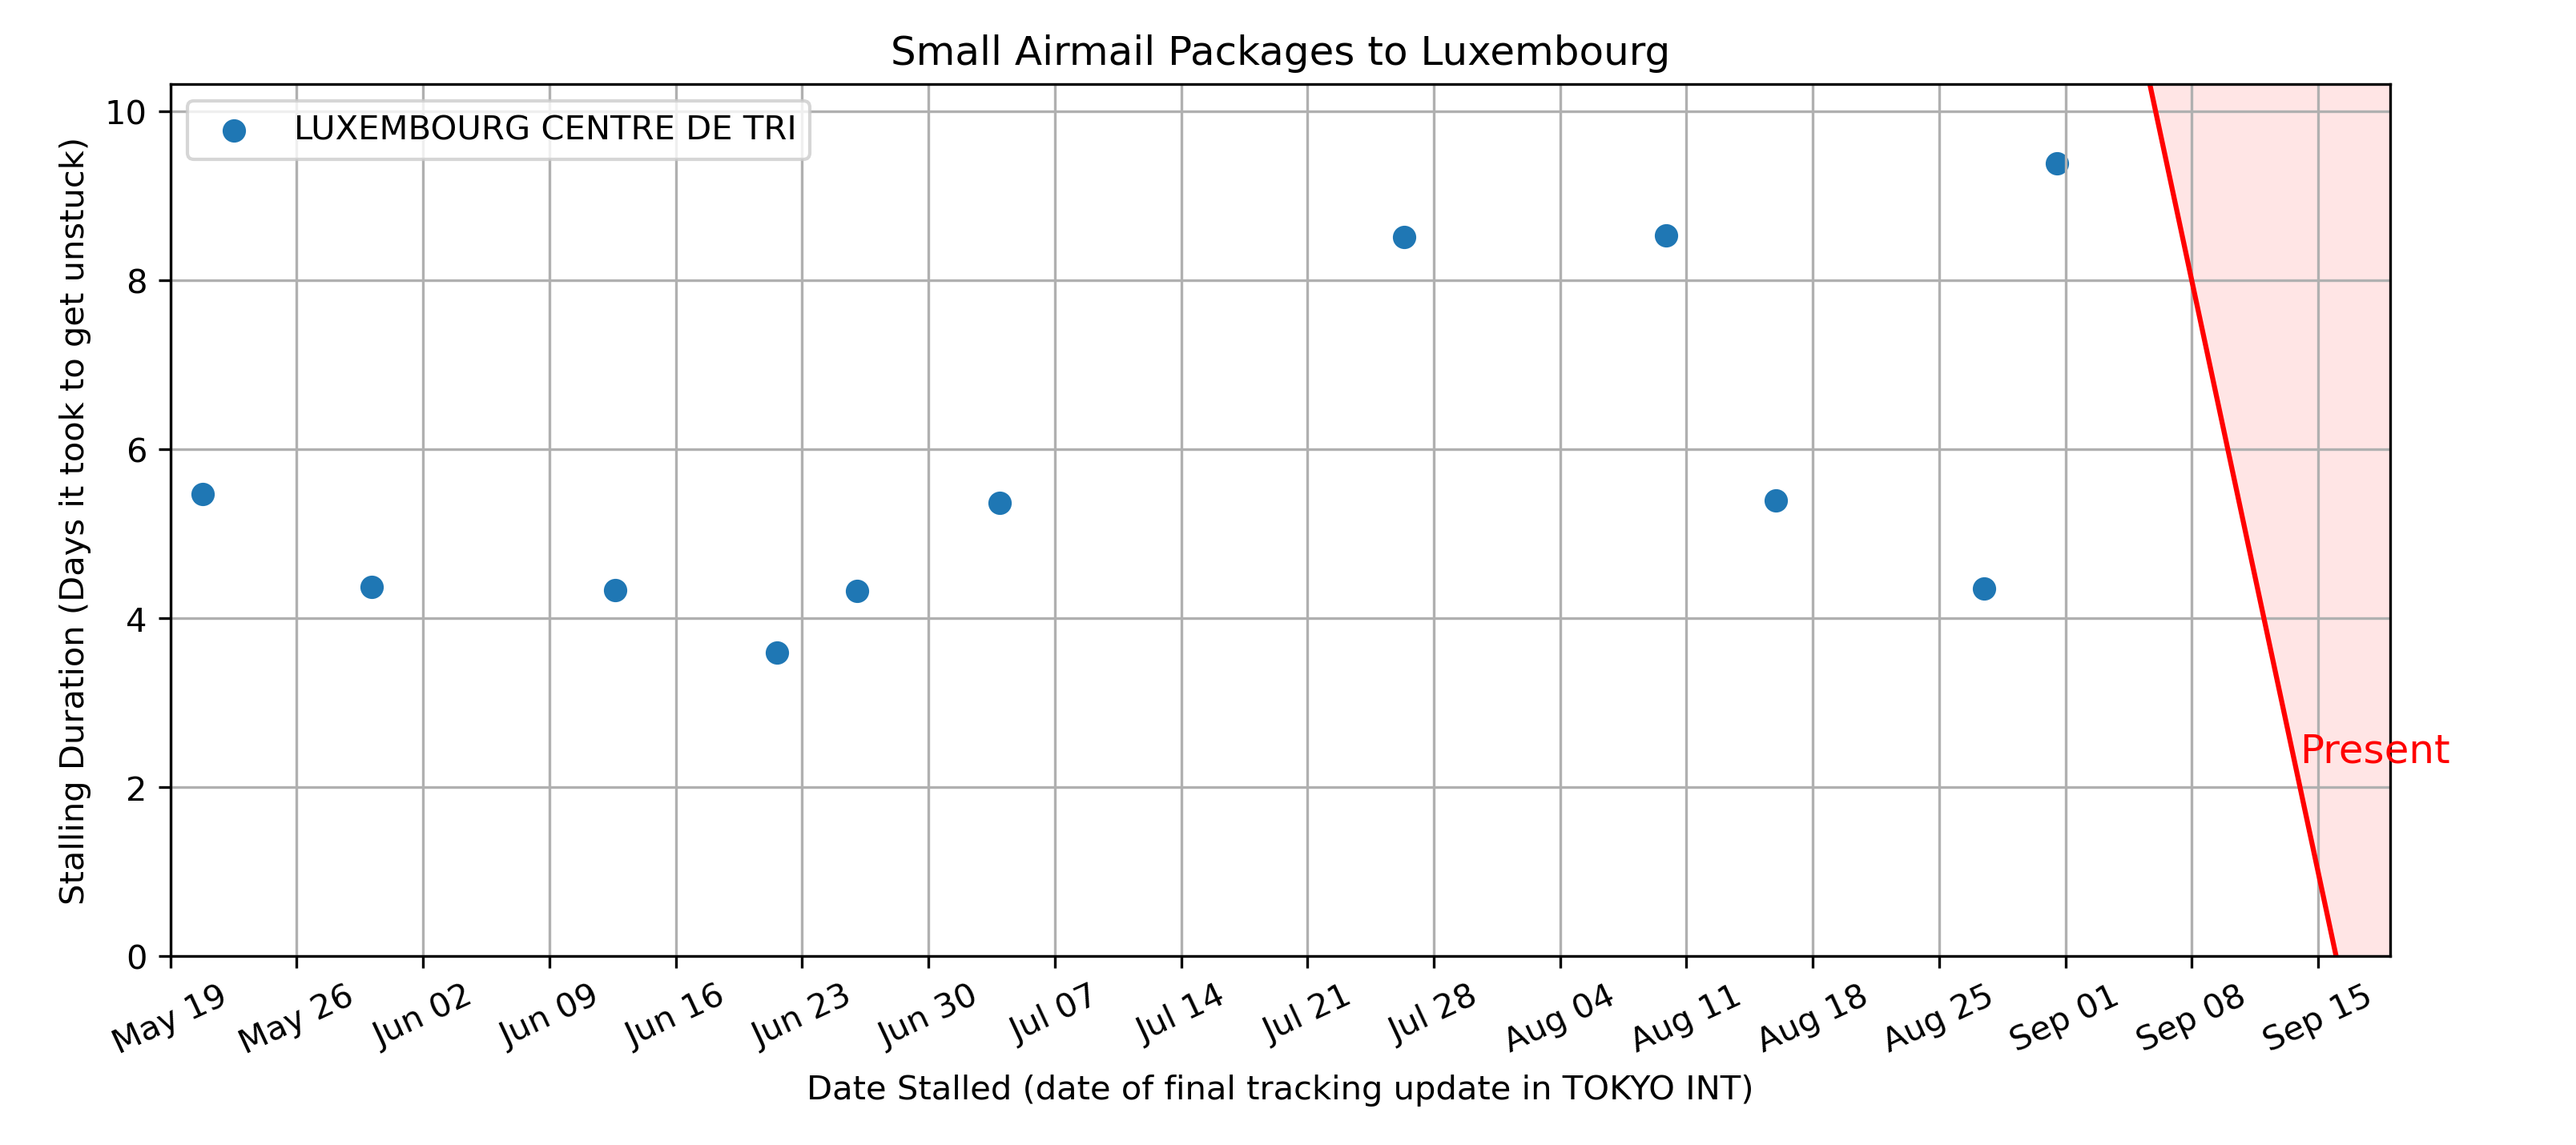 Small Airmail Packages to Luxembourg
LUXEMBOURG CENTRE DE TRI
Stalling Duration (Days it took to get unstuck)
10
8
6
4
2
0
Present
May 19
May 26
Jun 02
Jun 09
Jun 16
Jun 23
Jun 30
Jul 07
Jul 14
Jul 21
Jul 28
Aug 04
Aug 11
Aug 18
Aug 25
Sep 01
Sep 08
Sep 15
Date Stalled (date of final tracking update in TOKYO INT)